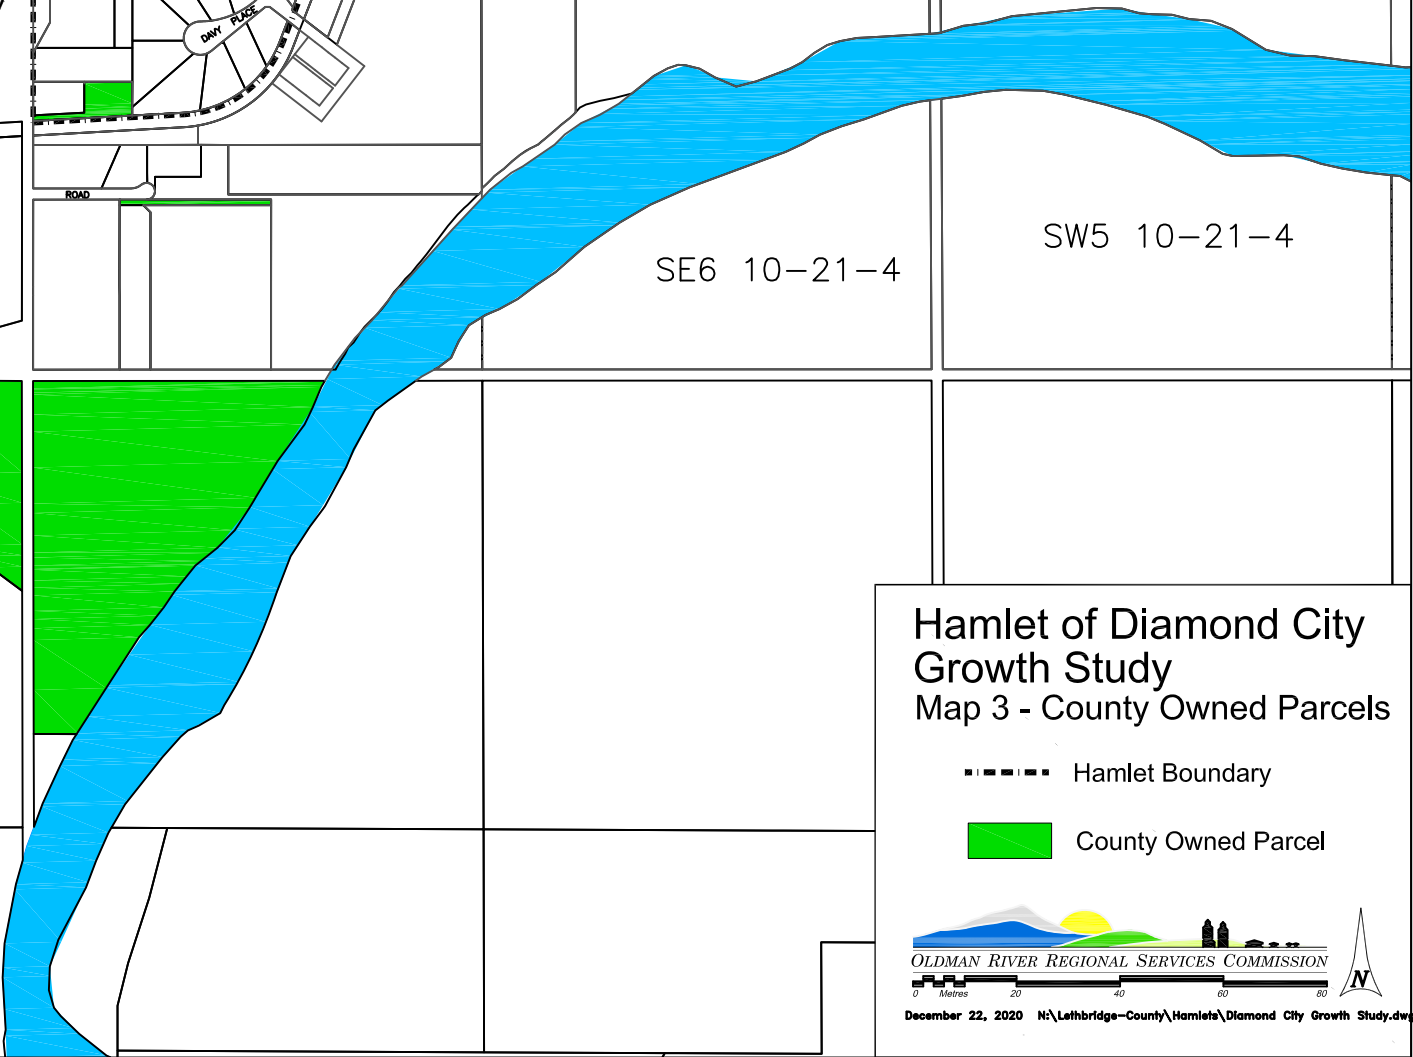 DAVY PLACE
ROAD
SE6 10-21-4
SW5 10-21-4
Hamlet of Diamond City
Growth Study
Map 3 - County Owned Parcels
Hamlet Boundary
County Owned Parcel
OLDMAN RIVER REGIONAL SERVICES COMMISSION
0 Metres 20 40 60 80
N
December 22, 2020 N:\Lethbridge-County\Hamlets\Diamond City Growth Study.dwg